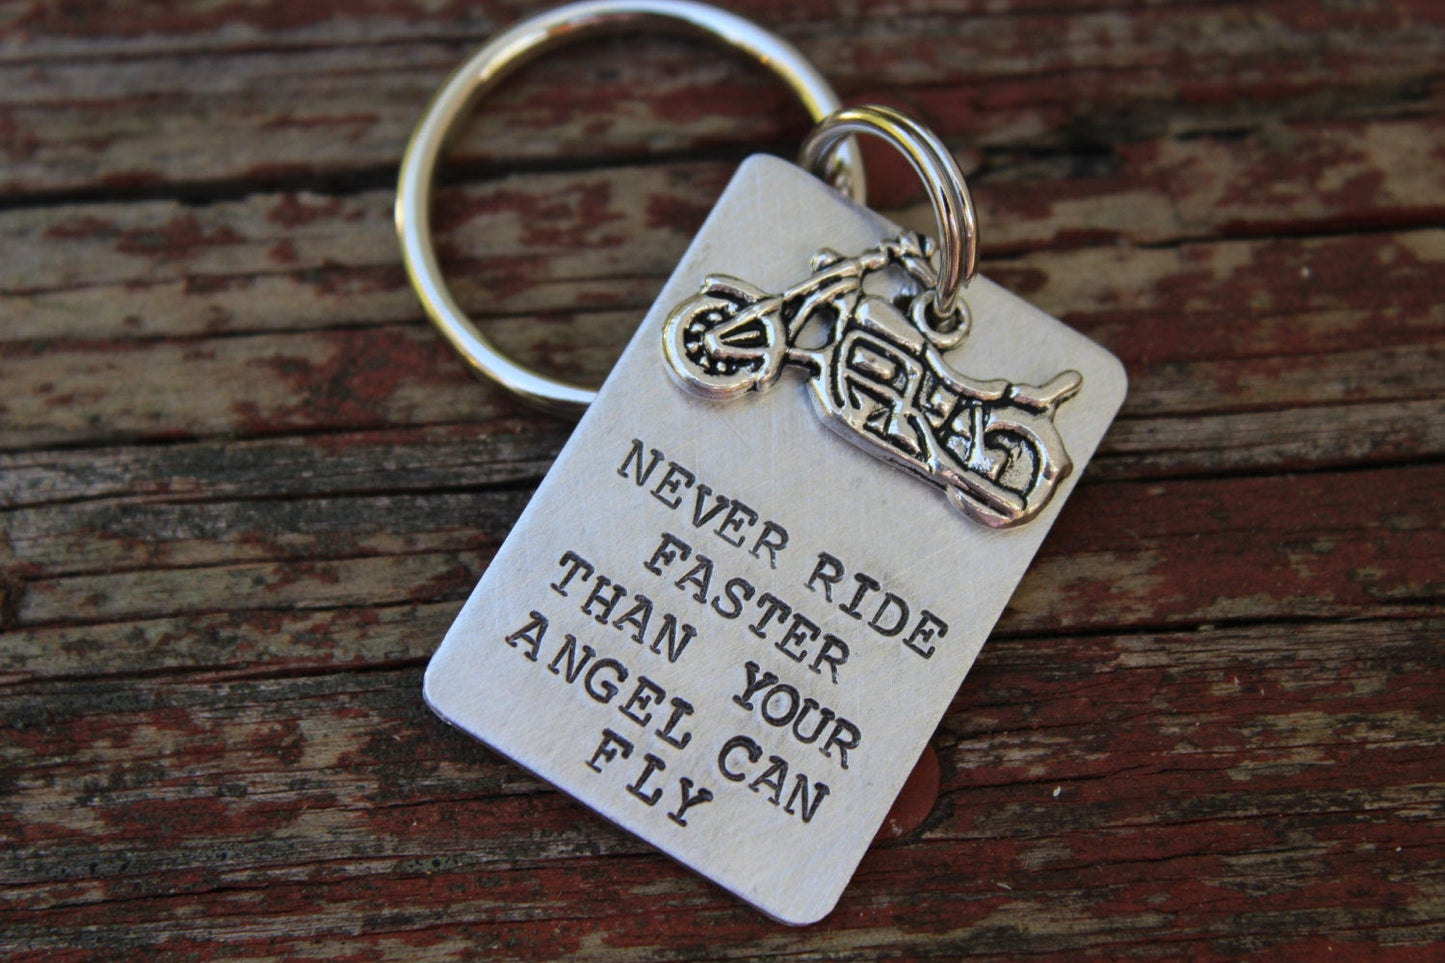 NEVER RIDE
FASTER
THAN YOUR
ANGEL CAN
FLY